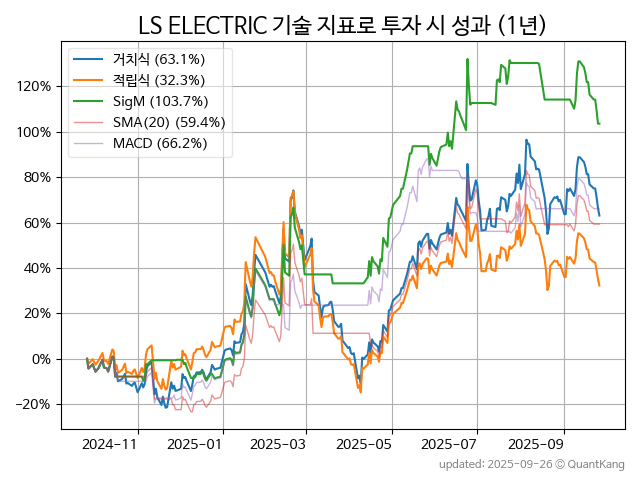 LS ELECTRIC 기술 지표로 투자 시 성과 (1년)
거치식 (63.1%)
적립식 (32.3%)
SigM (103.7%)
SMA(20) (59.4%)
MACD (66.2%)
120%
100%
80%
60%
40%
20%
0%
−20%
2024−11 2025−01 2025−03 2025−05 2025−07 2025−09
updated: 2025−09−26 © QuantKang